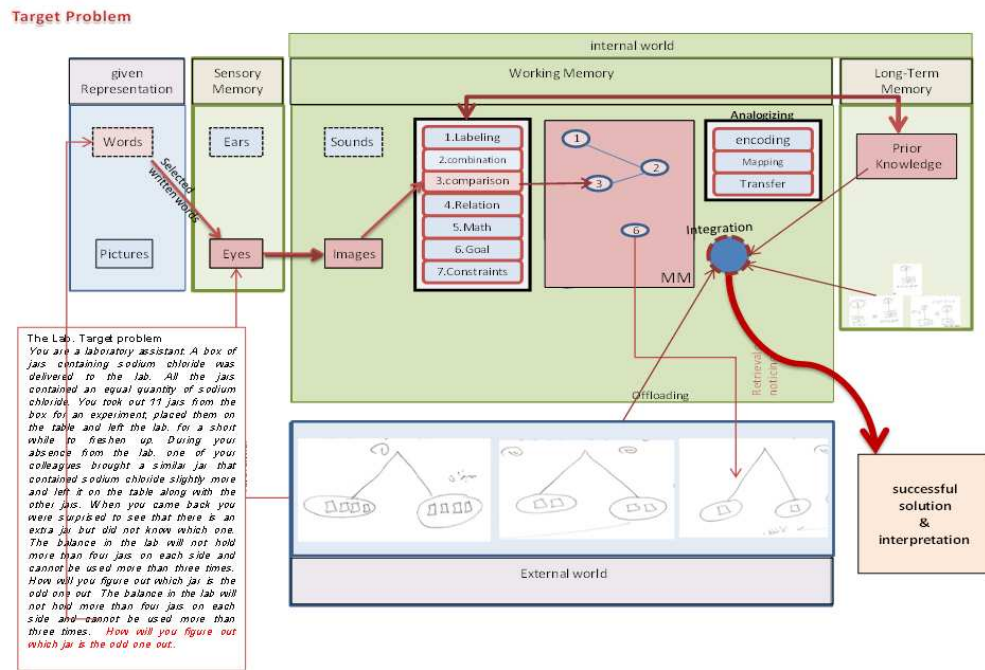 Target Problem
internal world
given
Representation
Sensory
Memory
Working Memory
Long-Term
Memory
Words
Ears
Sounds
Selected
written words
Pictures
Eyes
Images
1.Labeling
2.combination
3.comparison
4.Relation
5.Math
6.Goal
7.Constraints
1
2
3
6
MM
Analogizing
encoding
Mapping
Transfer
Integration
Prior
Knowledge
Retrieval
noticing
Offloading
The Lab. Target problem
You are a laboratory assistant. A box of
jars containing sodium chloride was
delivered to the lab. All the jars
contained an equal quantity of sodium
chloride. You took out 11 jars from the
box for an experiment, placed them on
the table and left the lab. for a short
while to freshen up. During your
absence from the lab. one of your
colleagues brought a similar jar that
contained sodium chloride slightly more
and left it on the table along with the
other jars. When you came back you
were surprised to see that there is an
extra jar but did not know which one.
The balance in the lab will not hold
more than four jars on each side and
cannot be used more than three times.
How will you figure out which jar is the
odd one out The balance in the lab will
not hold more than four jars on each
side and cannot be used more than
three times. How will you figure out
which jar is the odd one out..
External world
successful
solution
&
interpretation